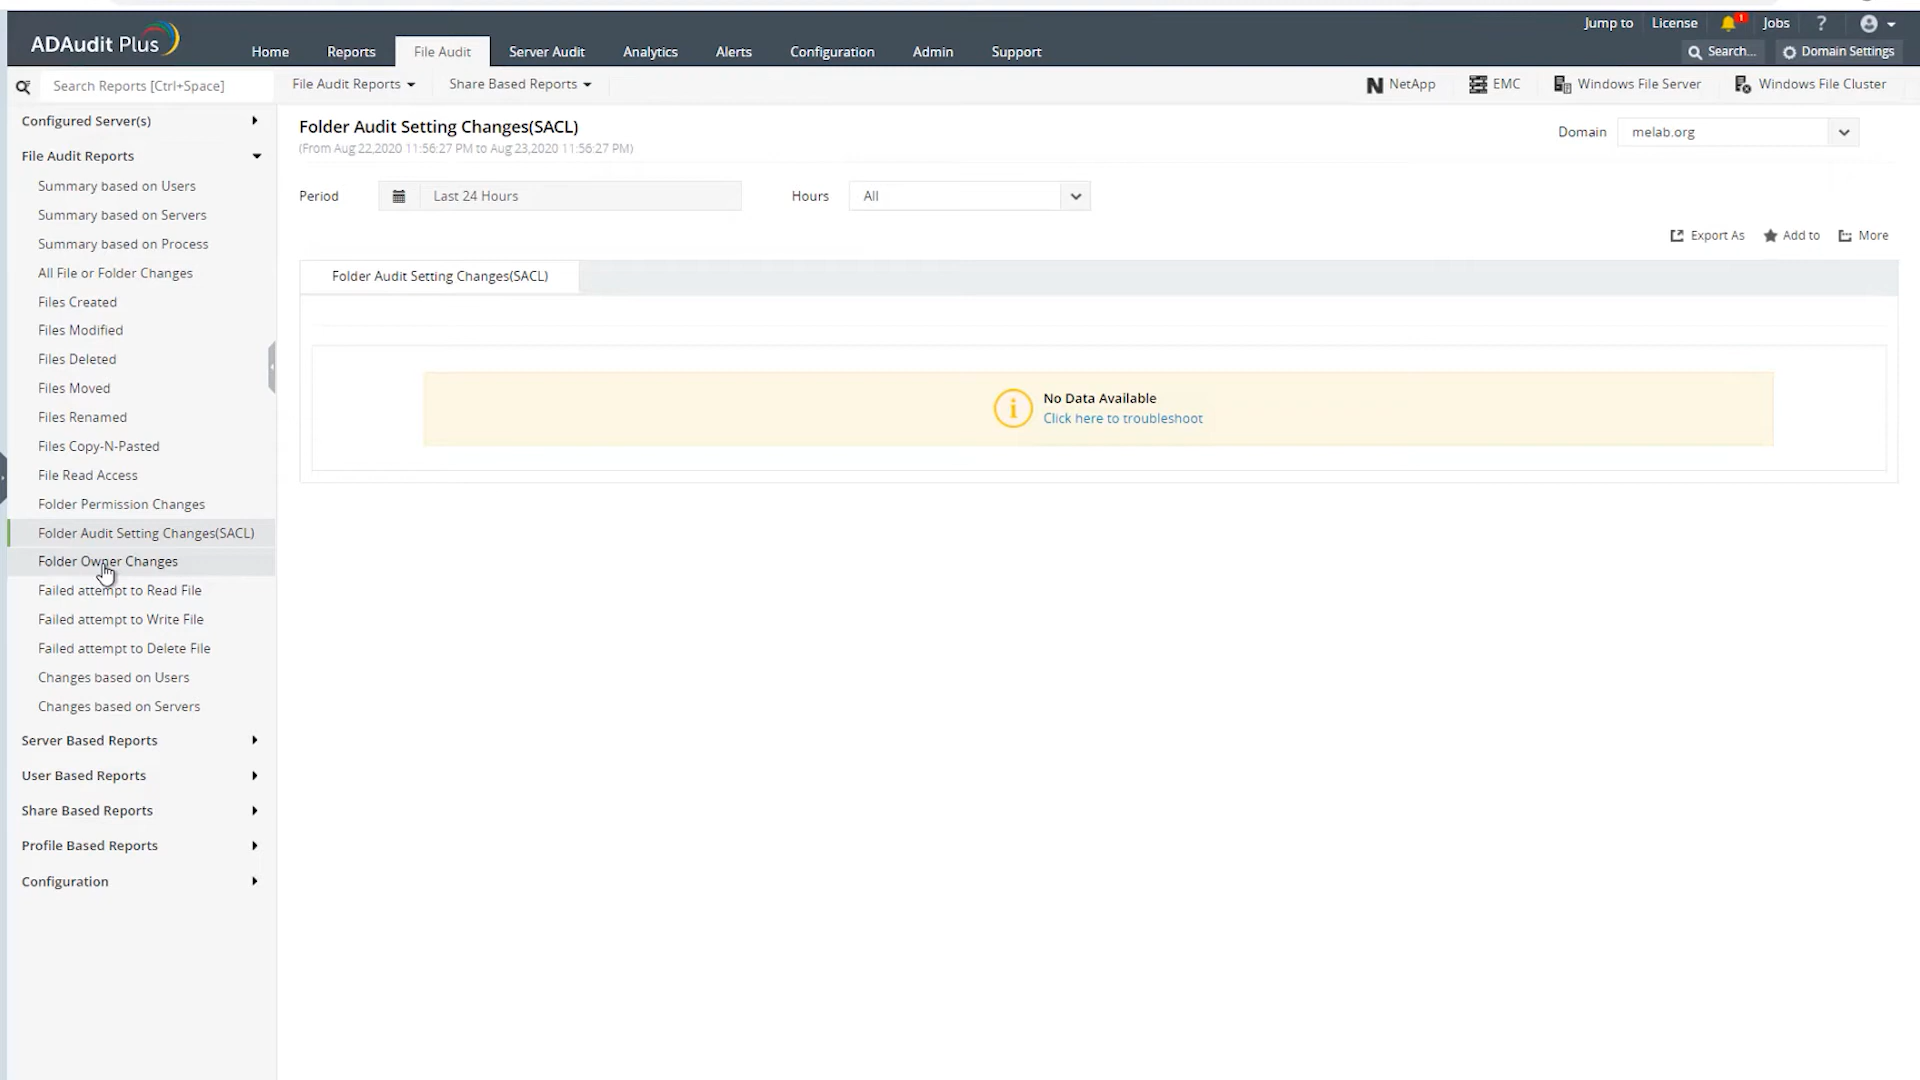 Jump to License 1 Jobs ?
ADAudit Plus
Home Reports File Audit Server Audit Analytics Alerts Configuration Admin Support
Search... Domain Settings
Search Reports [Ctrl+Space]
File Audit Reports Share Based Reports
NetApp EMC Windows File Server Windows File Cluster
Configured Server(s)
File Audit Reports
Summary based on Users
Summary based on Servers
Summary based on Process
All File or Folder Changes
Files Created
Files Modified
Files Deleted
Files Moved
Files Renamed
Files Copy-N-Pasted
File Read Access
Folder Permission Changes
Folder Audit Setting Changes(SACL)
Folder Owner Changes
Failed attempt to Read File
Failed attempt to Write File
Failed attempt to Delete File
Changes based on Users
Changes based on Servers
Server Based Reports
User Based Reports
Share Based Reports
Profile Based Reports
Configuration
Folder Audit Setting Changes(SACL)
(From Aug 22,2020 11:56:27 PM to Aug 23,2020 11:56:27 PM)
Domain melab.org
Period Last 24 Hours Hours All
Export As Add to More
Folder Audit Setting Changes(SACL)
No Data Available
Click here to troubleshoot